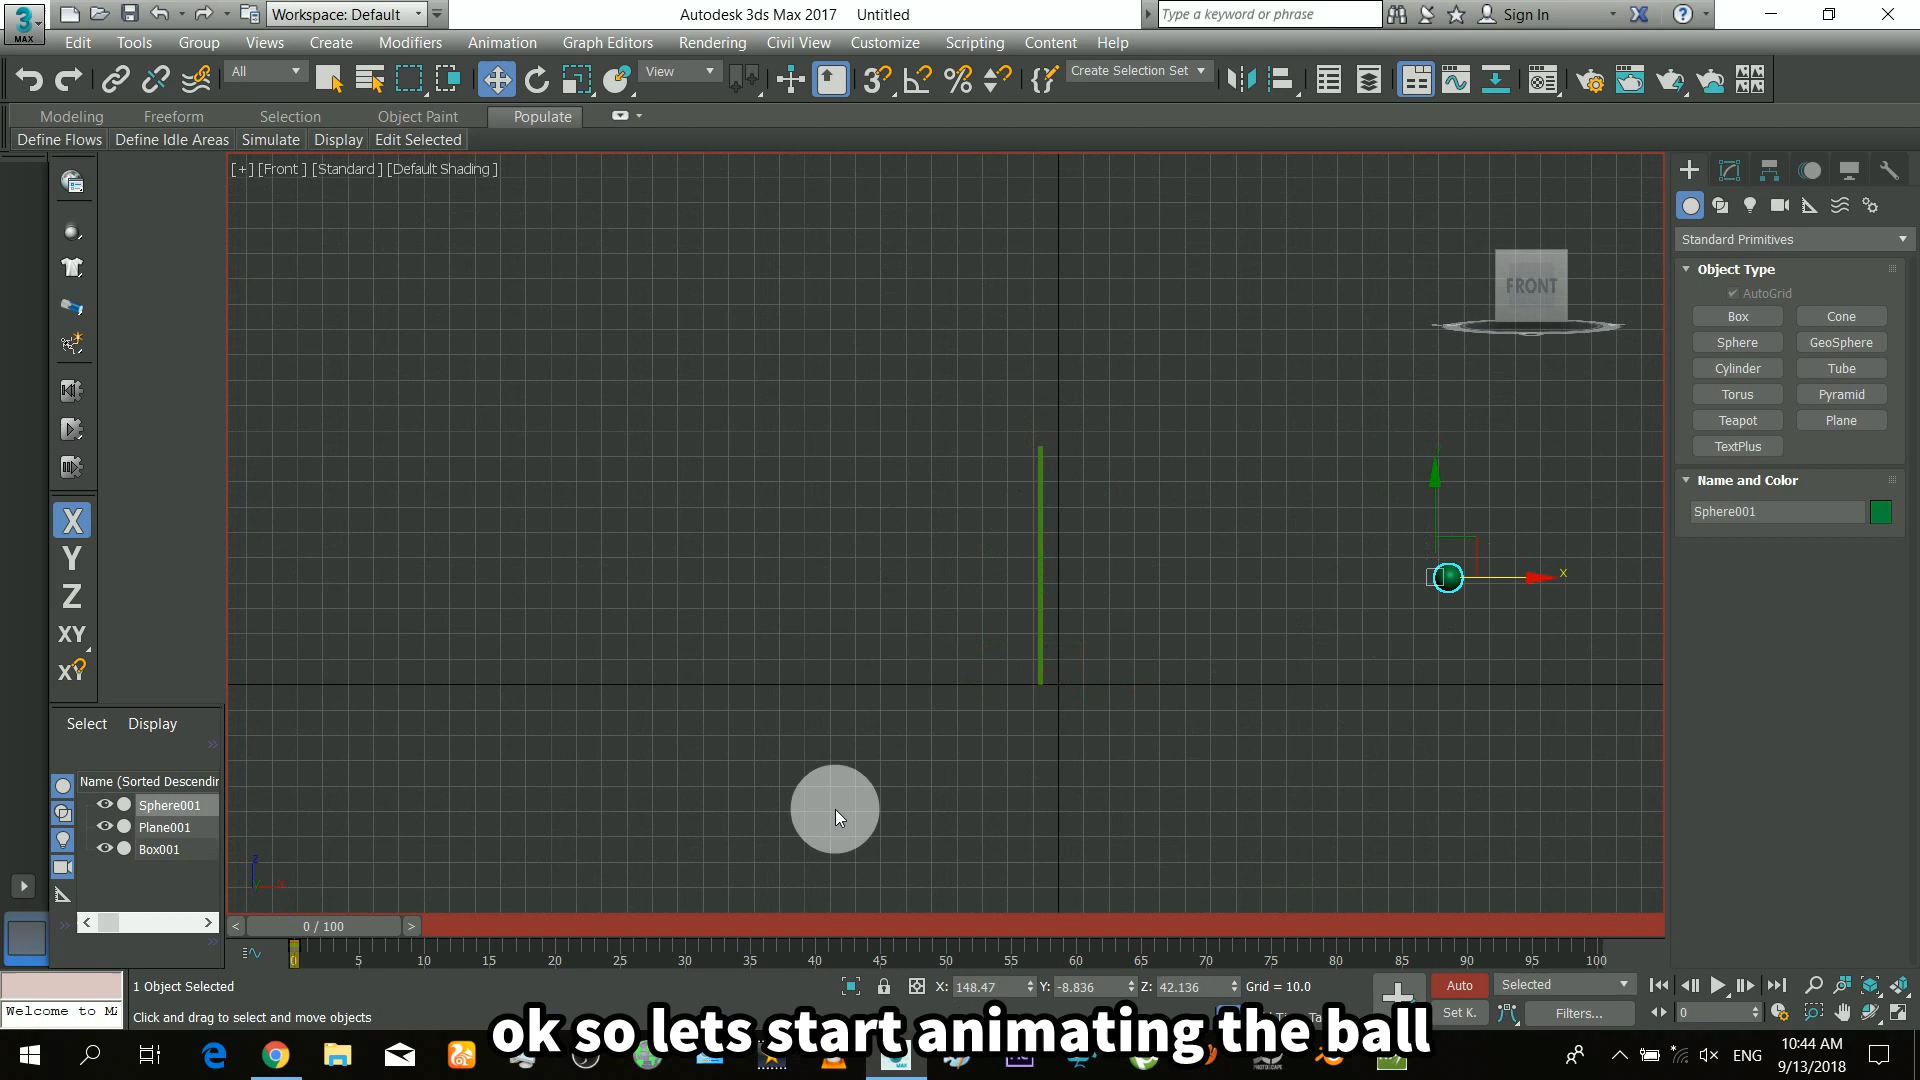 3
MAX
Workspace: Default
Autodesk 3ds Max 2017 Untitled
Type a keyword or phrase
Sign In
Edit Tools Group Views Create Modifiers Animation Graph Editors Rendering Civil View Customize Scripting Content Help
All
View
Create Selection Set
Modeling Freeform Selection Object Paint Populate
Define Flows Define Idle Areas Simulate Display Edit Selected
[+] [Front ] [Standard ] [Default Shading ]
Standard Primitives
FRONT
Object Type
AutoGrid
Box Cone
Sphere GeoSphere
Cylinder Tube
Torus Pyramid
Teapot Plane
TextPlus
Name and Color
Sphere001
x
X
Y
Z
XY
XY
Select Display
Name (Sorted Descendin
Sphere001
Plane001
Box001
z
x
< 0 / 100 >
0 5 10 15 20 25 30 35 40 45 50 55 60 65 70 75 80 85 90 95 100
1 Object Selected
X: 148.47 Y: -8.836 Z: 42.136 Grid = 10.0
Auto Selected
Welcome to MA
Click and drag to select and move objects
Set K. Filters... 0
ok so lets start animating the ball
ENG
10:44 AM
9/13/2018